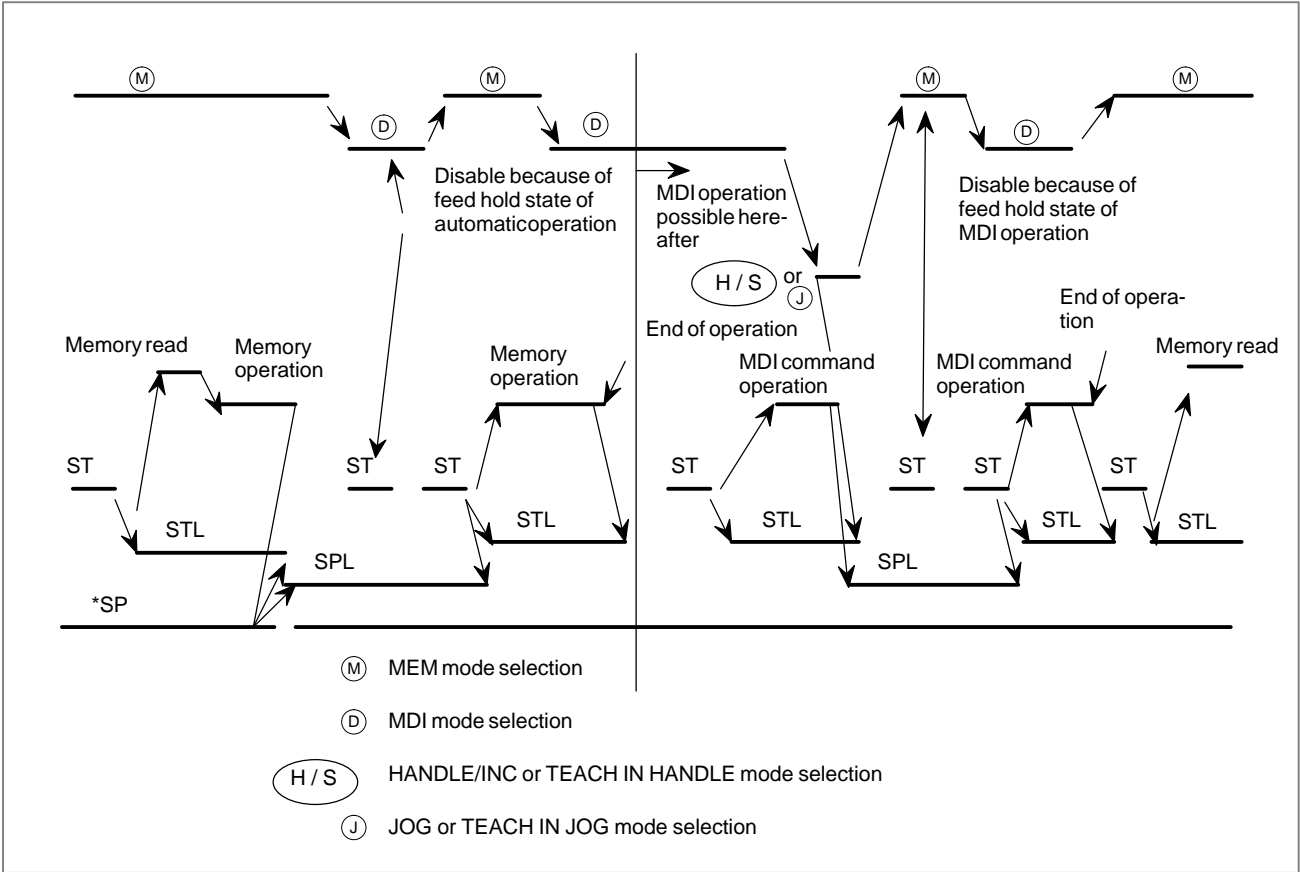 M
M
M
M
D
D
D
Disable because of
feed hold state of
automaticoperation
MDI operation
possible here-
after
Disable because of
feed hold state of
MDI operation
H / S
or
J
End of operation
End of opera-
tion
Memory read
Memory
operation
Memory
operation
MDI command
operation
MDI command
operation
Memory read
ST
ST
ST
ST
ST
ST
ST
STL
STL
STL
STL
STL
SPL
SPL
*SP
M MEM mode selection
D MDI mode selection
H / S HANDLE/INC or TEACH IN HANDLE mode selection
J JOG or TEACH IN JOG mode selection